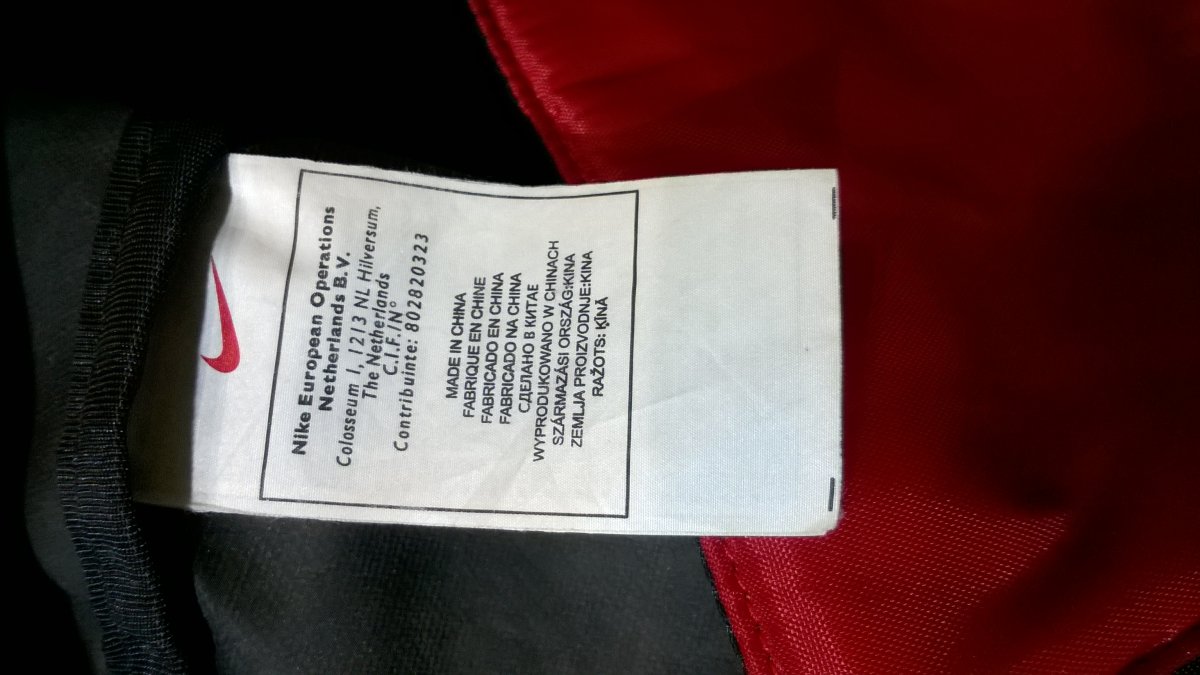 Nike European Operations
Netherlands B.V.
Colosseum 1, 1213 NL Hilversum,
The Netherlands
C.I.F./N°
Contribuinte: 802820323
MADE IN CHINA
FABRIQUE EN CHINE
FABRICADO EN CHINA
FABRICADO NA CHINA
СДЕЛАНО В КИТАЕ
WYPRODUKOWANO W CHINACH
SZÁRMAZÁSI ORSZÁG:KINA
ZEMLJA PROIZVODNJE:KINA
RAŽOTS: ĶĪNĀ